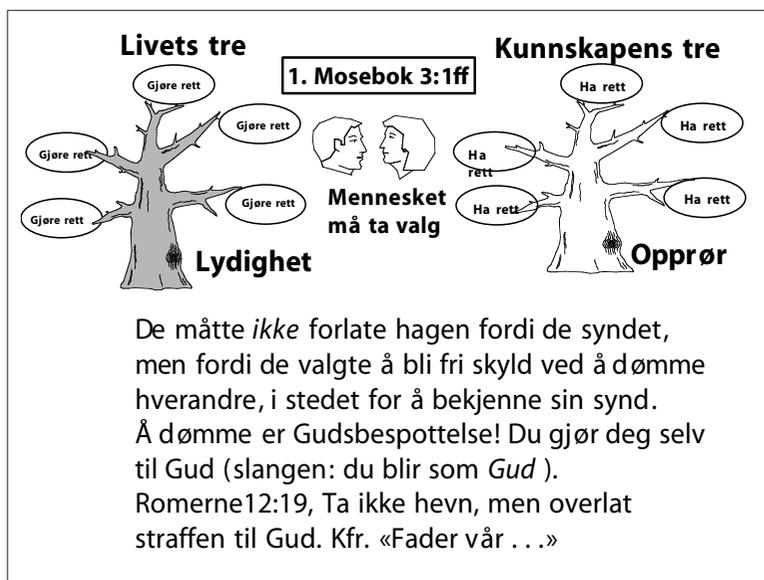 Livets tre
Kunnskapens tre
1. Mosebok 3:1ff
Gjøre rett
Gjøre rett
Gjøre rett
Gjøre rett
Gjøre rett
Mennesket
må ta valg
Ha rett
Ha rett
Ha
rett
Ha rett
Ha rett
Lydighet
Opprør
De måtte ikke forlate hagen fordi de syndet,
men fordi de valgte å bli fri skyld ved å dømme
hverandre, i stedet for å bekjenne sin synd.
Å dømme er Gudsbespottelse! Du gjør deg selv
til Gud (slangen: du blir som Gud ).
Romerne12:19, Ta ikke hevn, men overlat
straffen til Gud. Kfr. «Fader vår . . .»